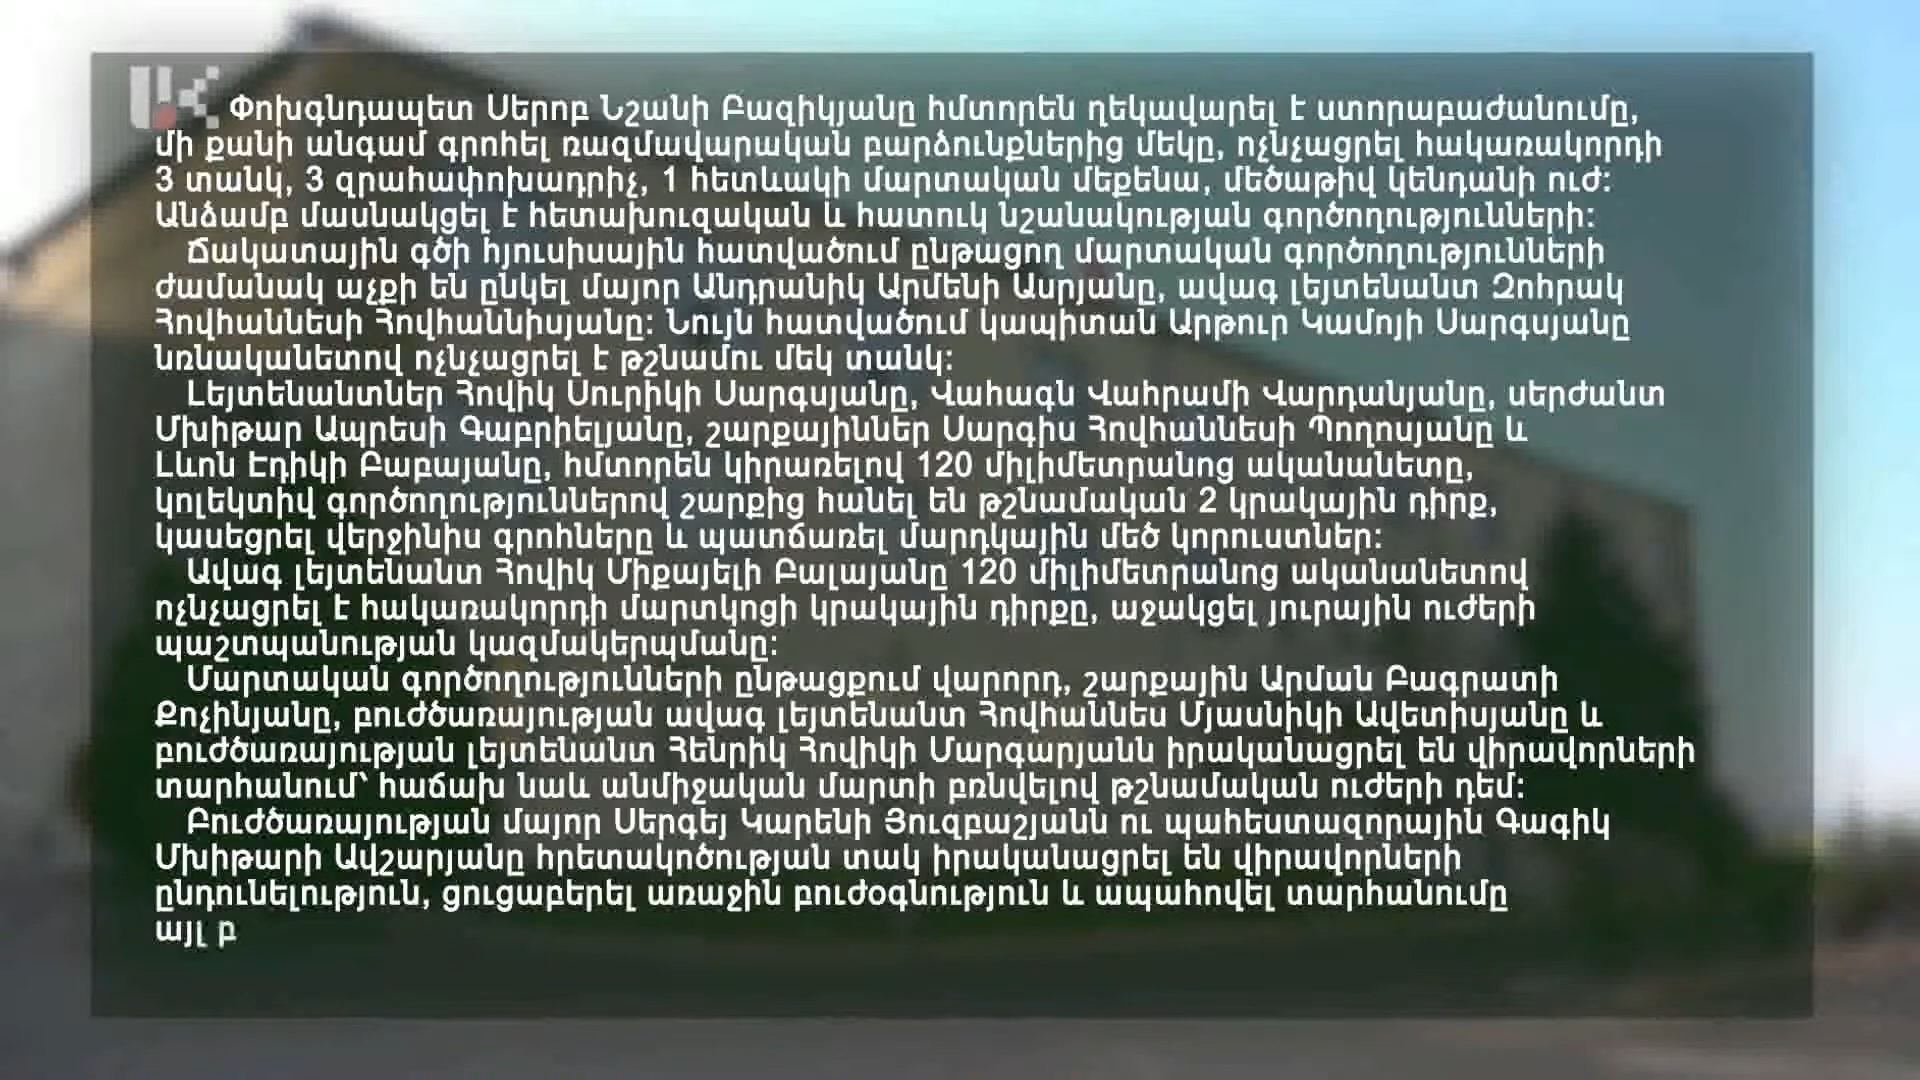 Փոխգնդապետ Սերոբ Նշանի Բազիկյանը հմտորեն ղեկավարել է ստորաբաժանումը,
մի քանի անգամ գրոհել ռազմավարական բարձունքներից մեկը, ոչնչացրել հակառակորդի
3 տանկ, 3 զրահափոխադրիչ, 1 հետևակի մարտական մեքենա, մեծաթիվ կենդանի ուժ:
Անձամբ մասնակցել է հետախուզական և հատուկ նշանակության գործողությունների:
Ճակատային գծի հյուսիսային հատվածում ընթացող մարտական գործողությունների
ժամանակ աչքի են ընկել մայոր Անդրանիկ Արմենի Ասրյանը, ավագ լեյտենանտ Զոհրակ
Հովհաննեսի Հովհաննիսյանը: Նույն հատվածում կապիտան Արթուր Կամոյի Սարգսյանը
նռնականետով ոչնչացրել է թշնամու մեկ տանկ:
Լեյտենանտներ Հովիկ Սուրիկի Սարգսյանը, Վահագն Վահրամի Վարդանյանը, սերժանտ
Մխիթար Ապրեսի Գաբրիելյանը, շարքայիններ Սարգիս Հովհաննեսի Պողոսյանը և
Լևոն Էդիկի Բաբայանը, հմտորեն կիրառելով 120 միլիմետրանոց ականանետը,
կոլեկտիվ գործողություններով շարքից հանել են թշնամական 2 կրակային դիրք,
կասեցրել վերջինիս գրոհները և պատճառել մարդկային մեծ կորուստներ:
Ավագ լեյտենանտ Հովիկ Միքայելի Բալայանը 120 միլիմետրանոց ականանետով
ոչնչացրել է հակառակորդի մարտկոցի կրակային դիրքը, աջակցել յուրային ուժերի
պաշտպանության կազմակերպմանը:
Մարտական գործողությունների ընթացքում վարորդ, շարքային Արման Բագրատի
Քոչինյանը, բուժծառայության ավագ լեյտենանտ Հովհաննես Մյասնիկի Ավետիսյանը և
բուժծառայության լեյտենանտ Հենրիկ Հովիկի Մարգարյանն իրականացրել են վիրավորների
տարհանում՝ հաճախ նաև անմիջական մարտի բռնվելով թշնամական ուժերի դեմ:
Բուժծառայության մայոր Սերգեյ Կարենի Յուզբաշյանն ու պահեստազորային Գագիկ
Մխիթարի Ավշարյանը հրետակոծության տակ իրականացրել են վիրավորների
ընդունելություն, ցուցաբերել առաջին բուժօգնություն և ապահովել տարհանումը
այլ բ